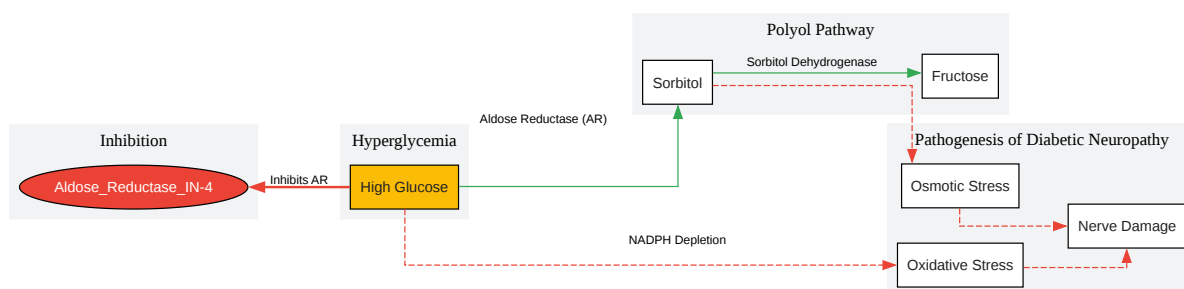 Polyol Pathway
Sorbitol Dehydrogenase
Sorbitol
Fructose
Aldose Reductase (AR)
Inhibition
Hyperglycemia
Pathogenesis of Diabetic Neuropathy
Aldose_Reductase_IN-4
Inhibits AR
High Glucose
Osmotic Stress
Nerve Damage
NADPH Depletion
Oxidative Stress